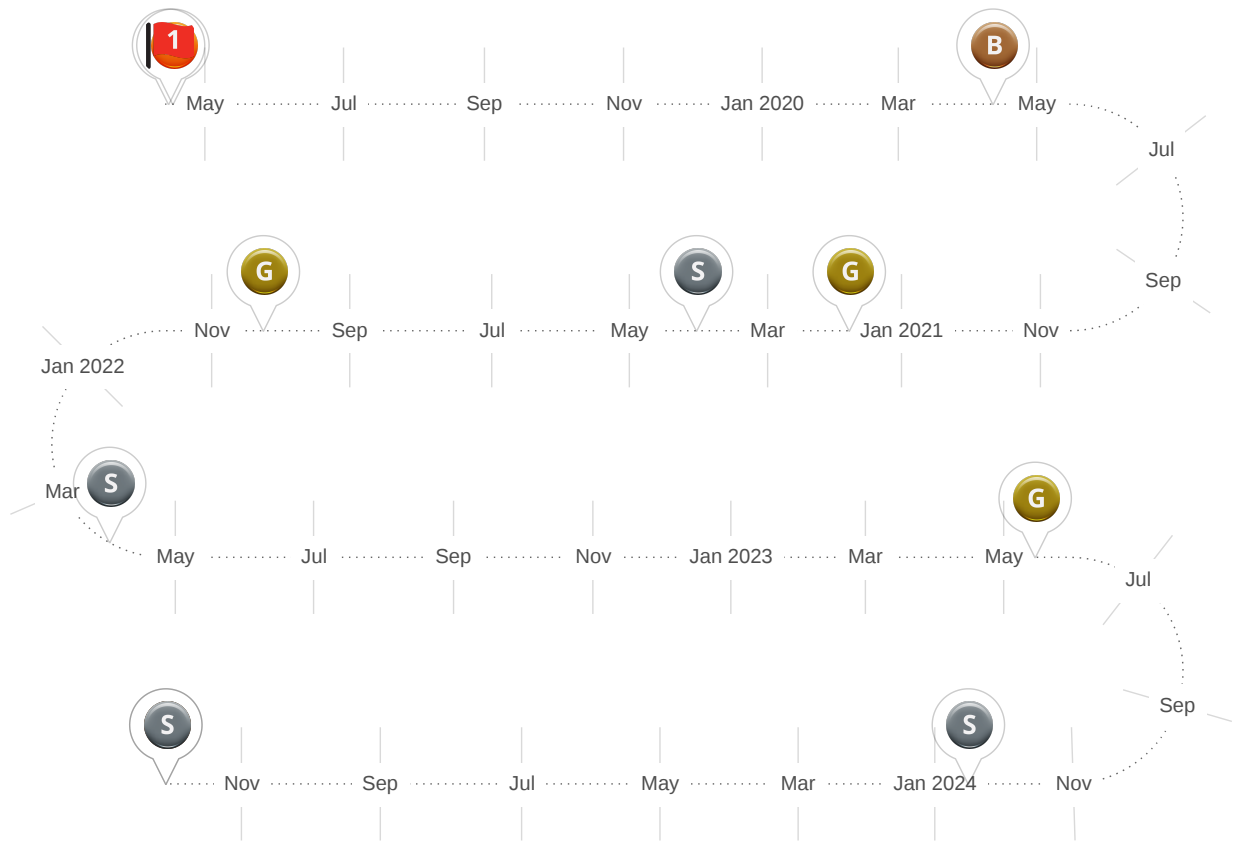 1 B
May Jul Sep Nov Jan 2020 Mar May
Jul
G S G
Sep
Nov Sep Jul May Mar Jan 2021 Nov
Jan 2022
Mar S G
May Jul Sep Nov Jan 2023 Mar May
Jul
Sep
S S
Nov Sep Jul May Mar Jan 2024 Nov